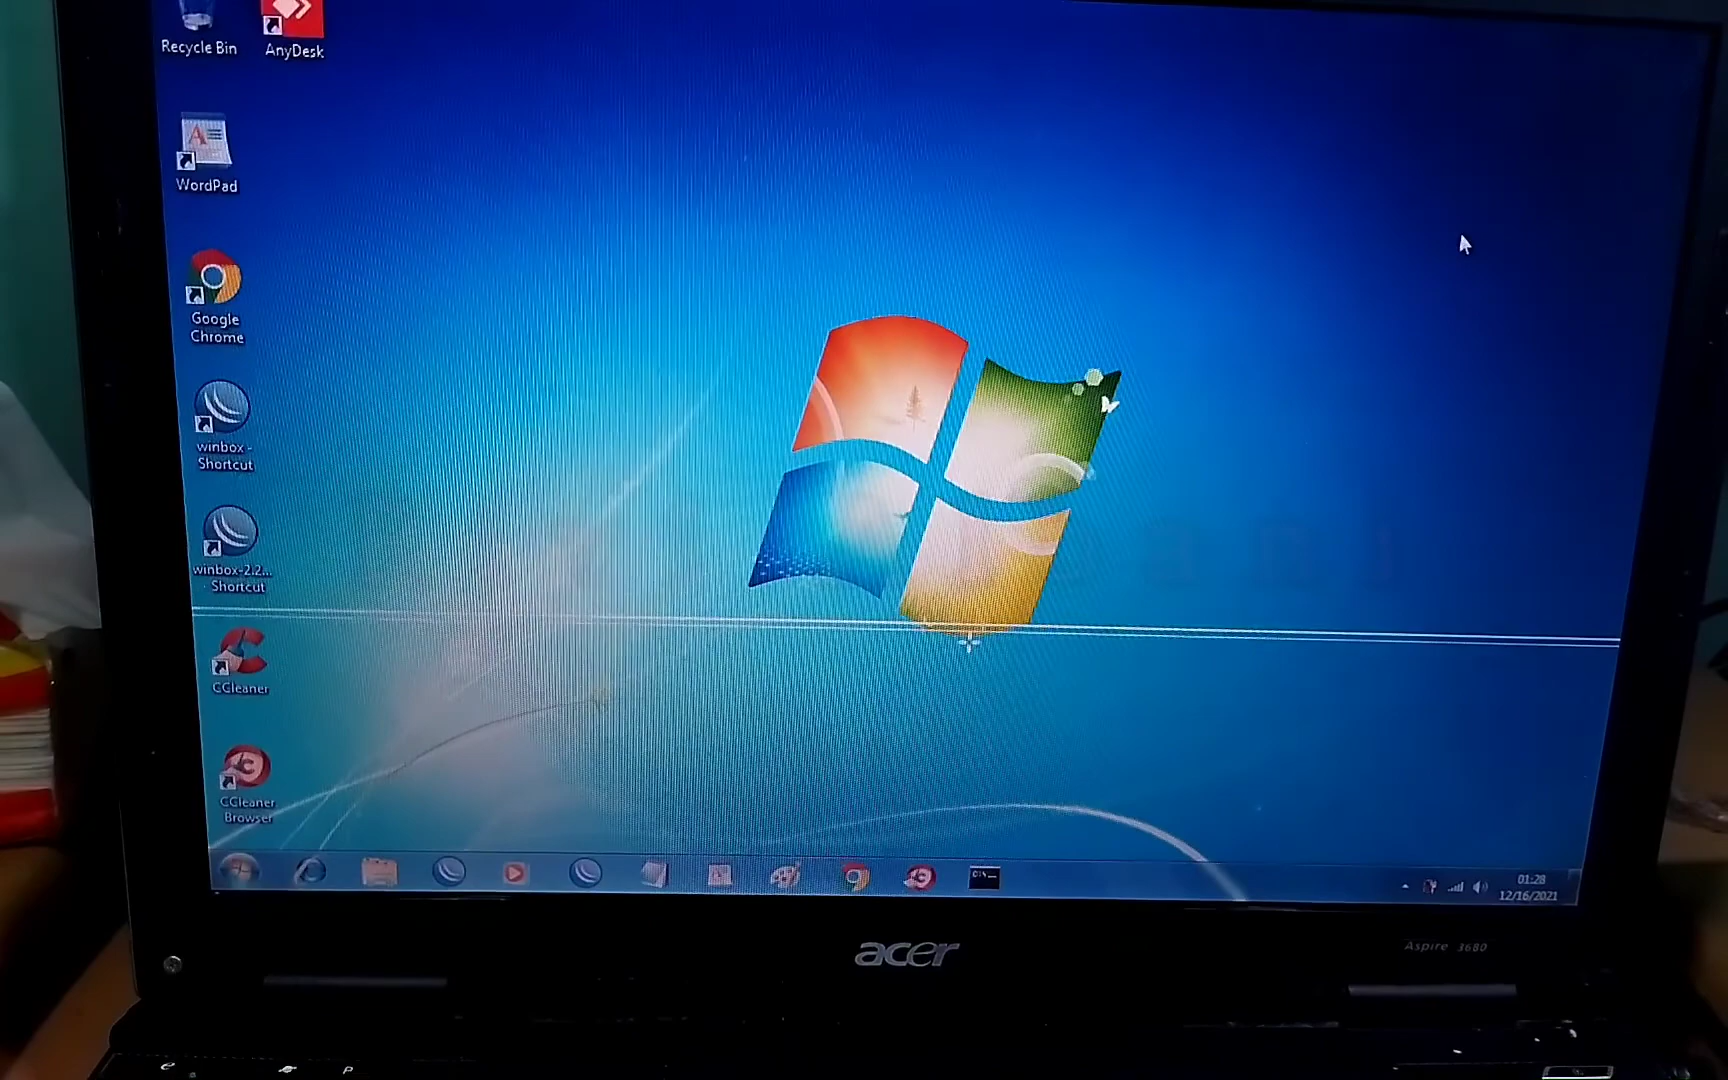 Recycle Bin
AnyDesk
WordPad
Google
Chrome
winbox -
Shortcut
winbox-2.2...
- Shortcut
CCleaner
CCleaner
Browser
01:28
12/16/2021
acer
Aspire 3680